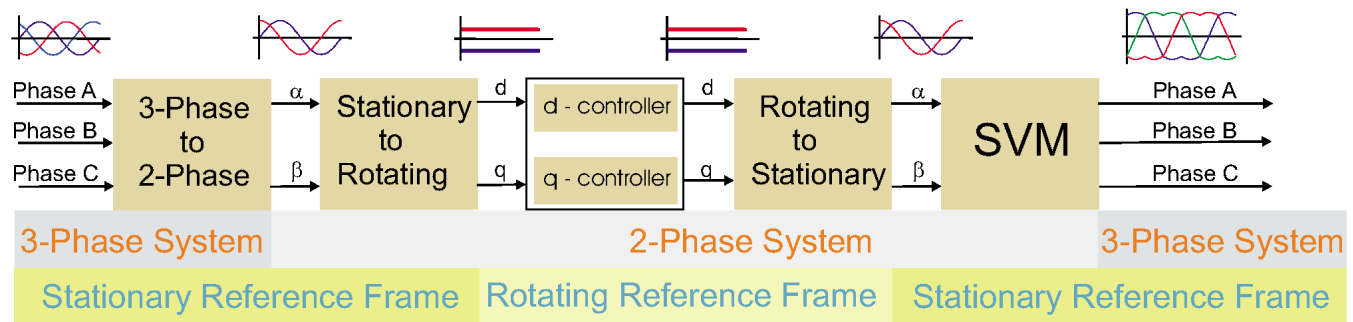 Phase A
Phase B
Phase C
3-Phase
to
2-Phase
α
β
Stationary
to
Rotating
d
q
d - controller
q - controller
d
q
Rotating
to
Stationary
α
β
SVM
Phase A
Phase B
Phase C
3-Phase System
2-Phase System
3-Phase System
Stationary Reference Frame
Rotating Reference Frame
Stationary Reference Frame